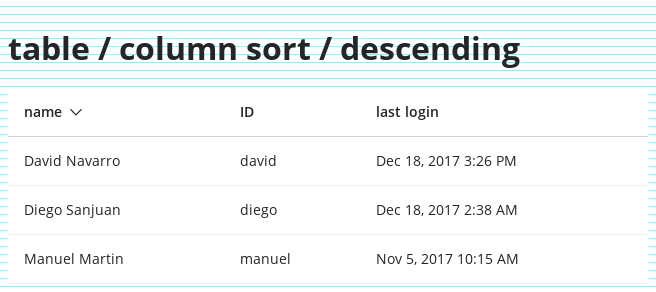 table / column sort / descending
name ID last login
David Navarro david Dec 18, 2017 3:26 PM
Diego Sanjuan diego Dec 18, 2017 2:38 AM
Manuel Martin manuel Nov 5, 2017 10:15 AM